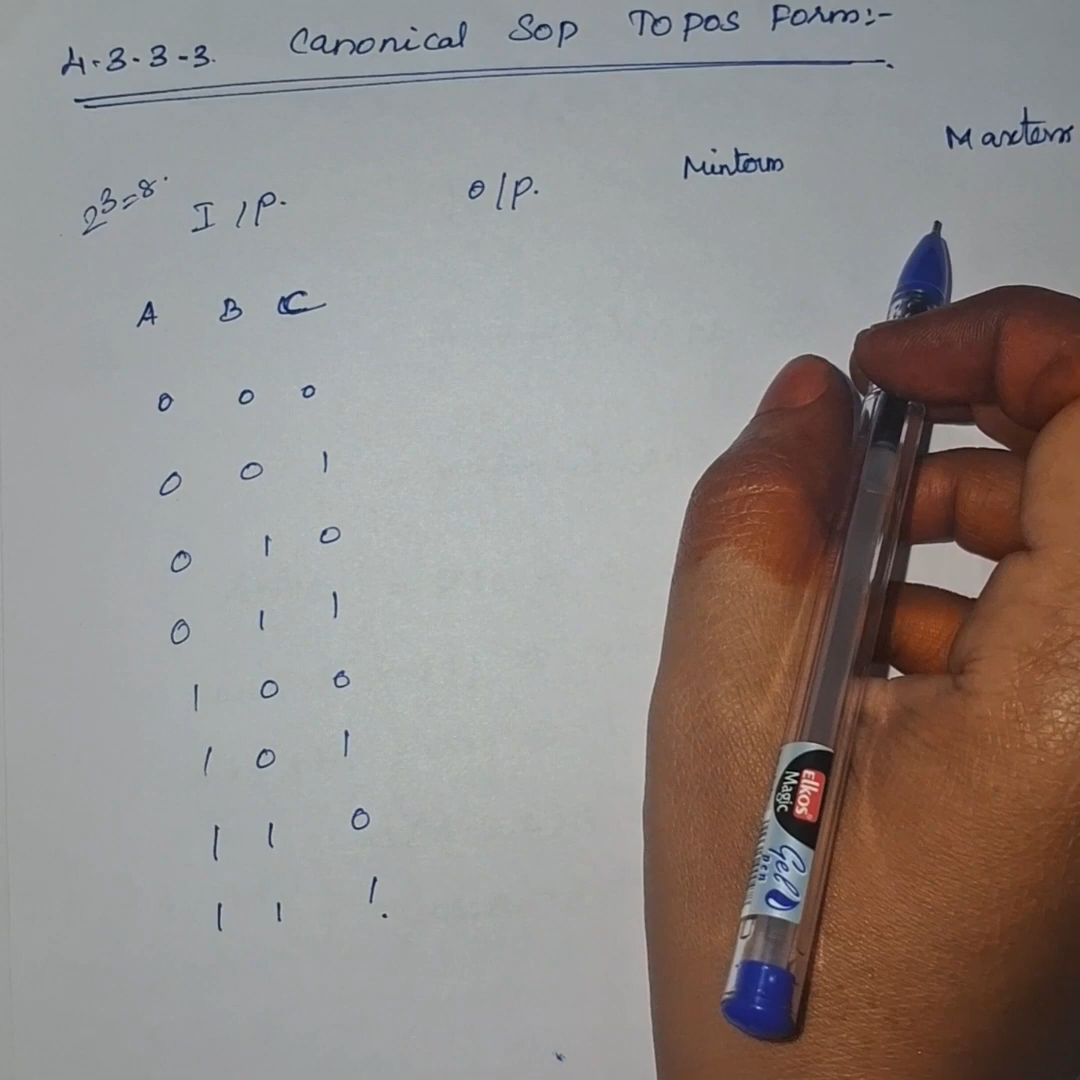 4.3.3.3. Canonical SOP TO POS Form:-
2³=8. I/P. O/P. Minterm Maxterm
A B C
0 0 0
0 0 1
0 1 0
0 1 1
1 0 0
1 0 1
1 1 0
1 1 1.
Elkos
Magic
Gel
Pen